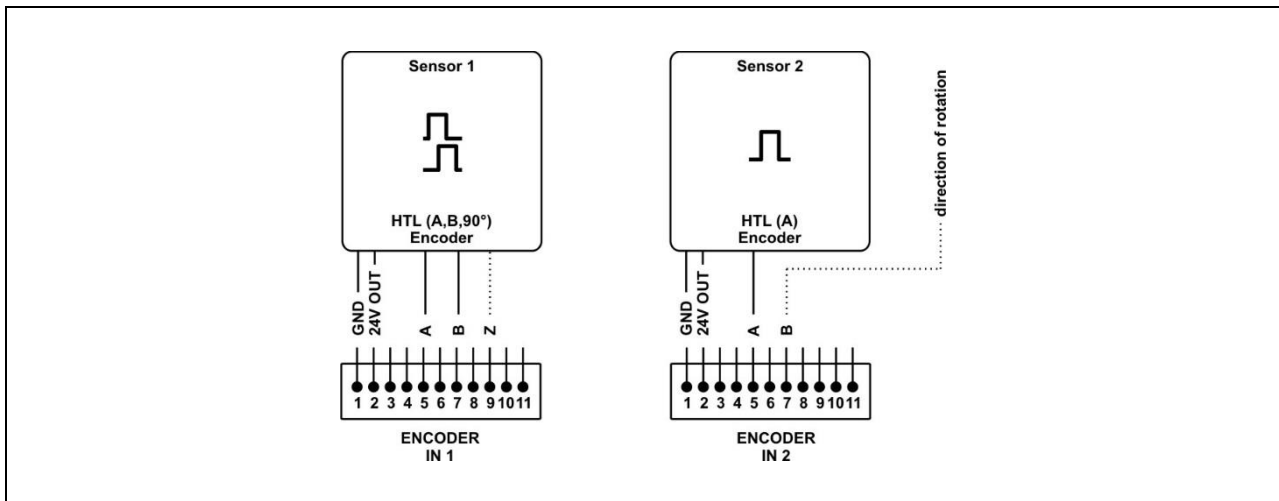 Sensor 1
HTL (A,B,90°)
Encoder
GND
24V OUT
A
B
Z
1 2 3 4 5 6 7 8 9 10 11
ENCODER
IN 1
Sensor 2
HTL (A)
Encoder
direction of rotation
GND
24V OUT
A
B
1 2 3 4 5 6 7 8 9 10 11
ENCODER
IN 2